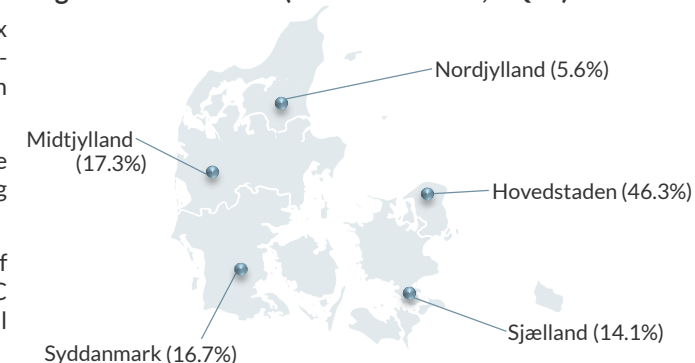 Nordjylland (5.6%)
Midtjylland
(17.3%)
Hovedstaden (46.3%)
Sjælland (14.1%)
Syddanmark (16.7%)